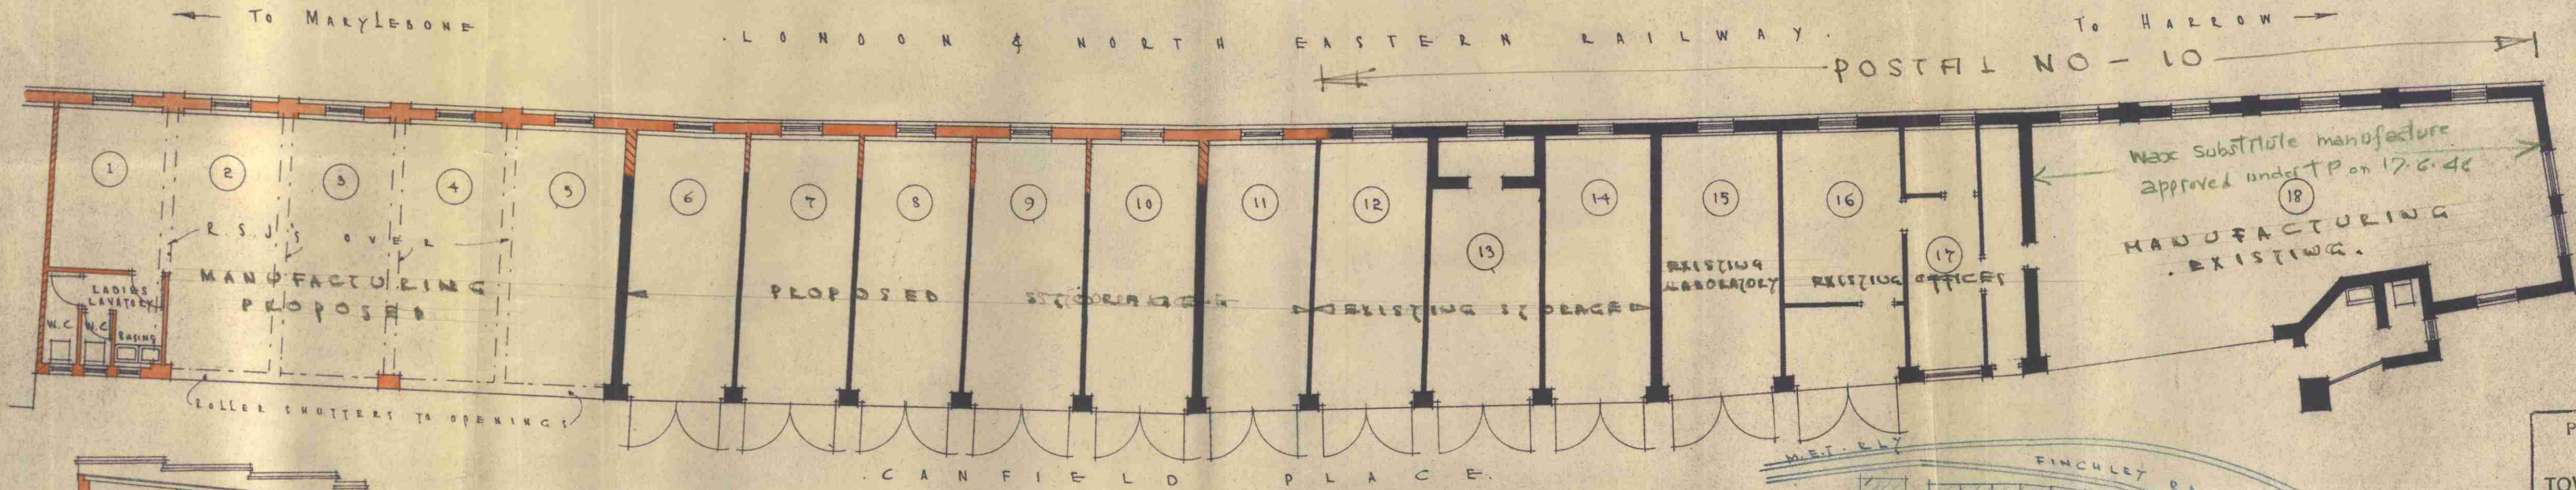 ← TO MARYLEBONE
LONDON & NORTH EASTERN RAILWAY.
TO HARROW →
POSTAL NO - 10
1
2
3
4
5
6
7
8
9
10
11
12
13
14
15
16
17
18
Wax substitute manufacture
approved under T P on 17.6.46
R.S.J'S OVER
MANUFACTURING
PROPOSED
LADIES
LAVATORY
W.C
W.C
BASINS
PROPOSED STORAGE
EXISTING STORAGE
EXISTING
LABORATORY
EXISTING OFFICES
MANUFACTURING
EXISTING.
ROLLER SHUTTERS TO OPENINGS
CANFIELD PLACE.
MET. RLY
FINCHLEY
P
TO